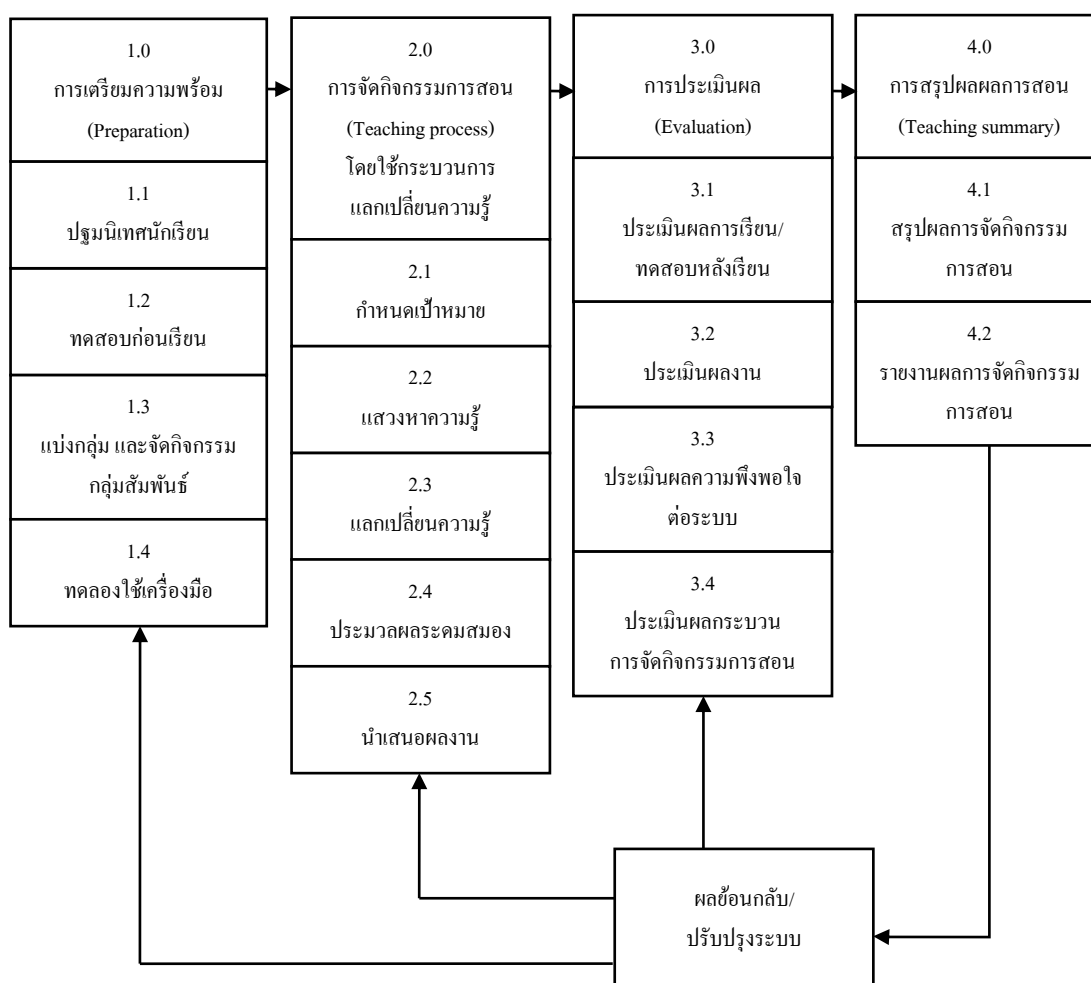 1.0
การเตรียมความพร้อม
(Preparation)
1.1
ปฐมนิเทศนักเรียน
1.2
ทดสอบก่อนเรียน
1.3
แบ่งกลุ่ม และจัดกิจกรรม
กลุ่มสัมพันธ์
1.4
ทดลองใช้เครื่องมือ
2.0
การจัดกิจกรรมการสอน
(Teaching process)
โดยใช้กระบวนการ
แลกเปลี่ยนความรู้
2.1
กำหนดเป้าหมาย
2.2
แสวงหาความรู้
2.3
แลกเปลี่ยนความรู้
2.4
ประมวลผลระดมสมอง
2.5
นำเสนอผลงาน
3.0
การประเมินผล
(Evaluation)
3.1
ประเมินผลการเรียน/
ทดสอบหลังเรียน
3.2
ประเมินผลงาน
3.3
ประเมินผลความพึงพอใจ
ต่อระบบ
3.4
ประเมินผลกระบวน
การจัดกิจกรรมการสอน
4.0
การสรุปผลผลการสอน
(Teaching summary)
4.1
สรุปผลการจัดกิจกรรม
การสอน
4.2
รายงานผลการจัดกิจกรรม
การสอน
ผลย้อนกลับ/
ปรับปรุงระบบ